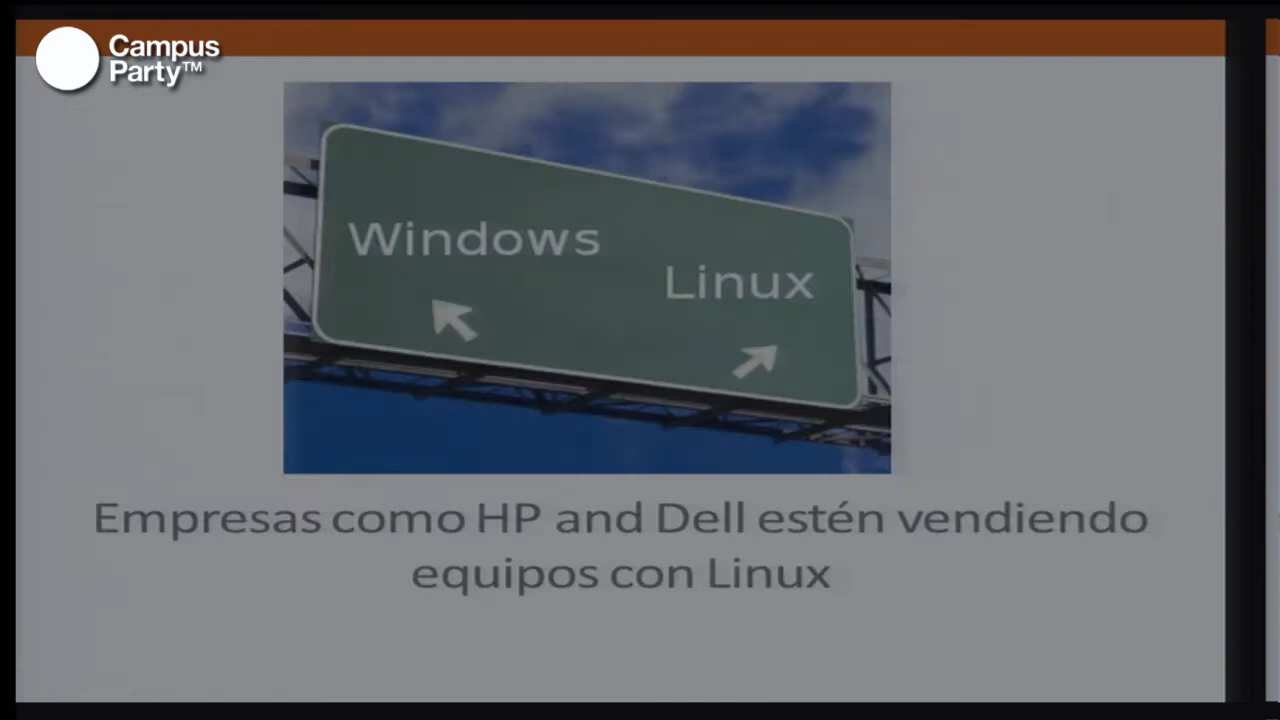 Campus
Party™
Windows
Linux
Empresas como HP and Dell estén vendiendo
equipos con Linux